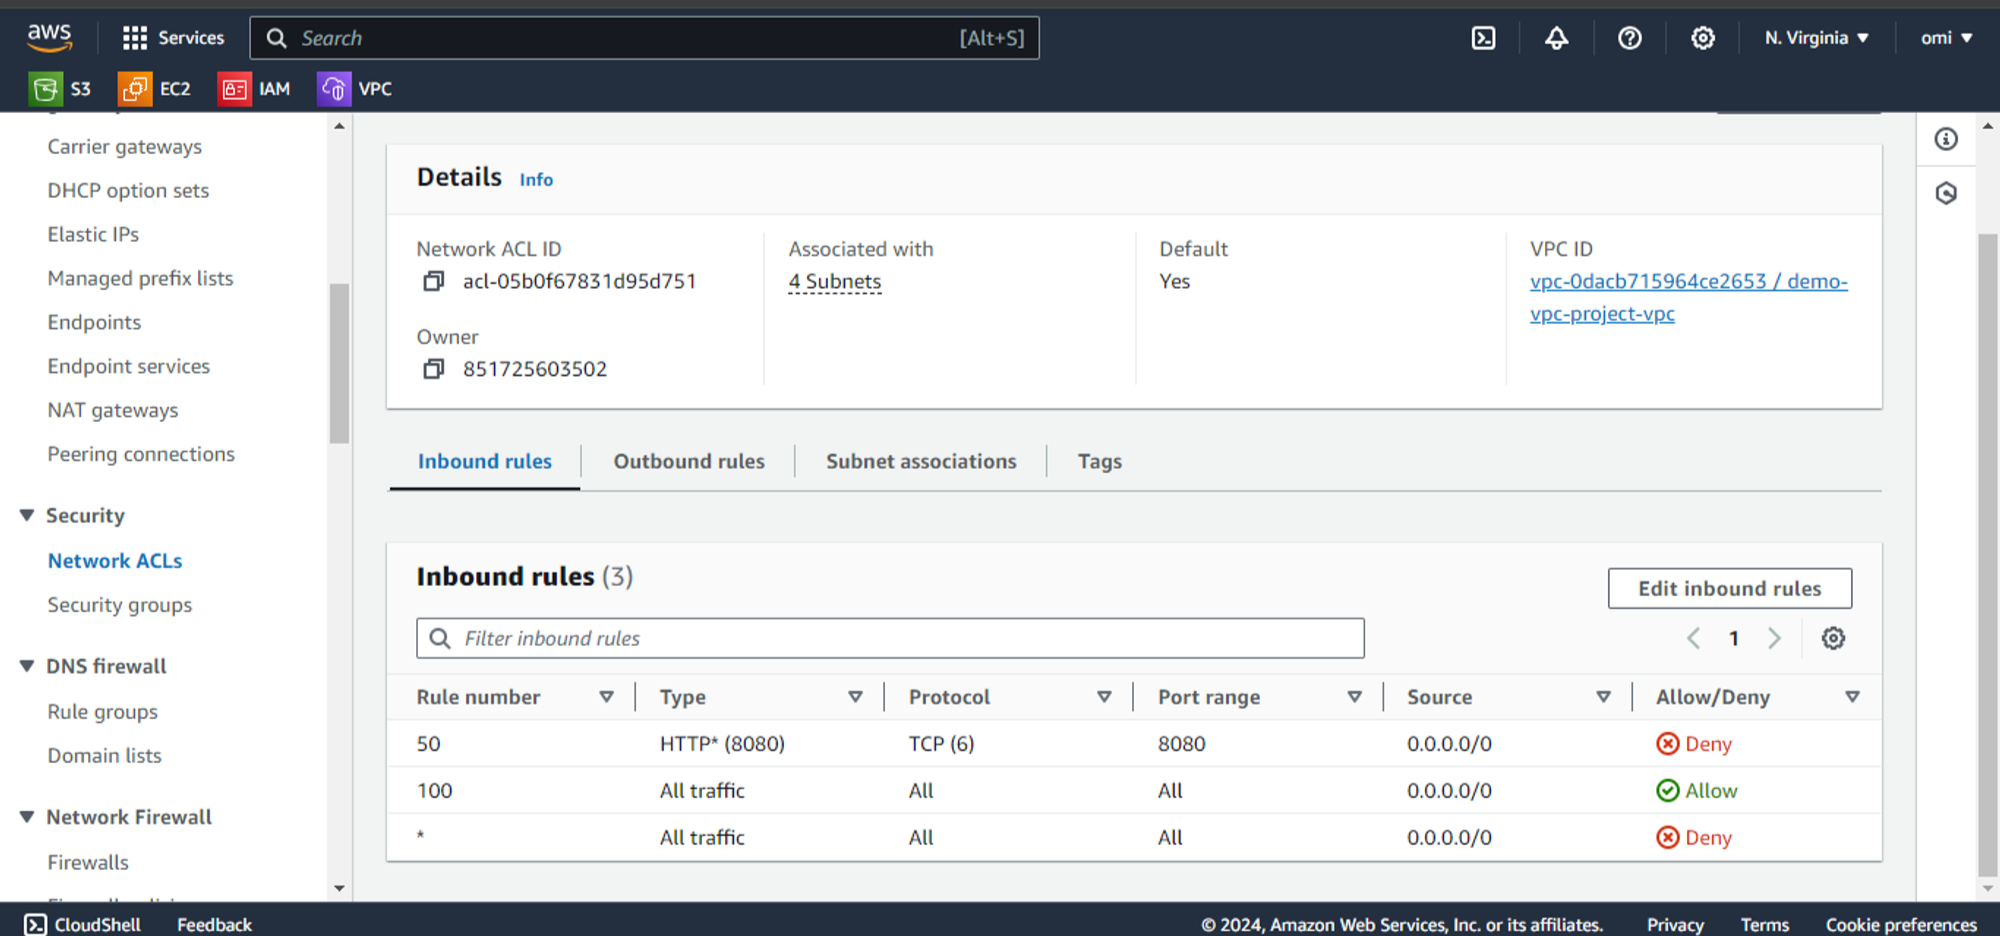 aws
Services
Search
[Alt+S]
N. Virginia
omi
S3
EC2
IAM
VPC
Carrier gateways
DHCP option sets
Elastic IPs
Managed prefix lists
Endpoints
Endpoint services
NAT gateways
Peering connections
Security
Network ACLs
Security groups
DNS firewall
Rule groups
Domain lists
Network Firewall
Firewalls
Details Info
Network ACL ID
acl-05b0f67831d95d751
Owner
851725603502
Associated with
4 Subnets
Default
Yes
VPC ID
vpc-0dacb715964ce2653 / demo-
vpc-project-vpc
Inbound rules
Outbound rules
Subnet associations
Tags
Inbound rules (3)
Edit inbound rules
Filter inbound rules
1
Rule number Type Protocol Port range Source Allow/Deny
50 HTTP* (8080) TCP (6) 8080 0.0.0.0/0 Deny
100 All traffic All All 0.0.0.0/0 Allow
* All traffic All All 0.0.0.0/0 Deny
CloudShell
Feedback
© 2024, Amazon Web Services, Inc. or its affiliates.
Privacy
Terms
Cookie preferences